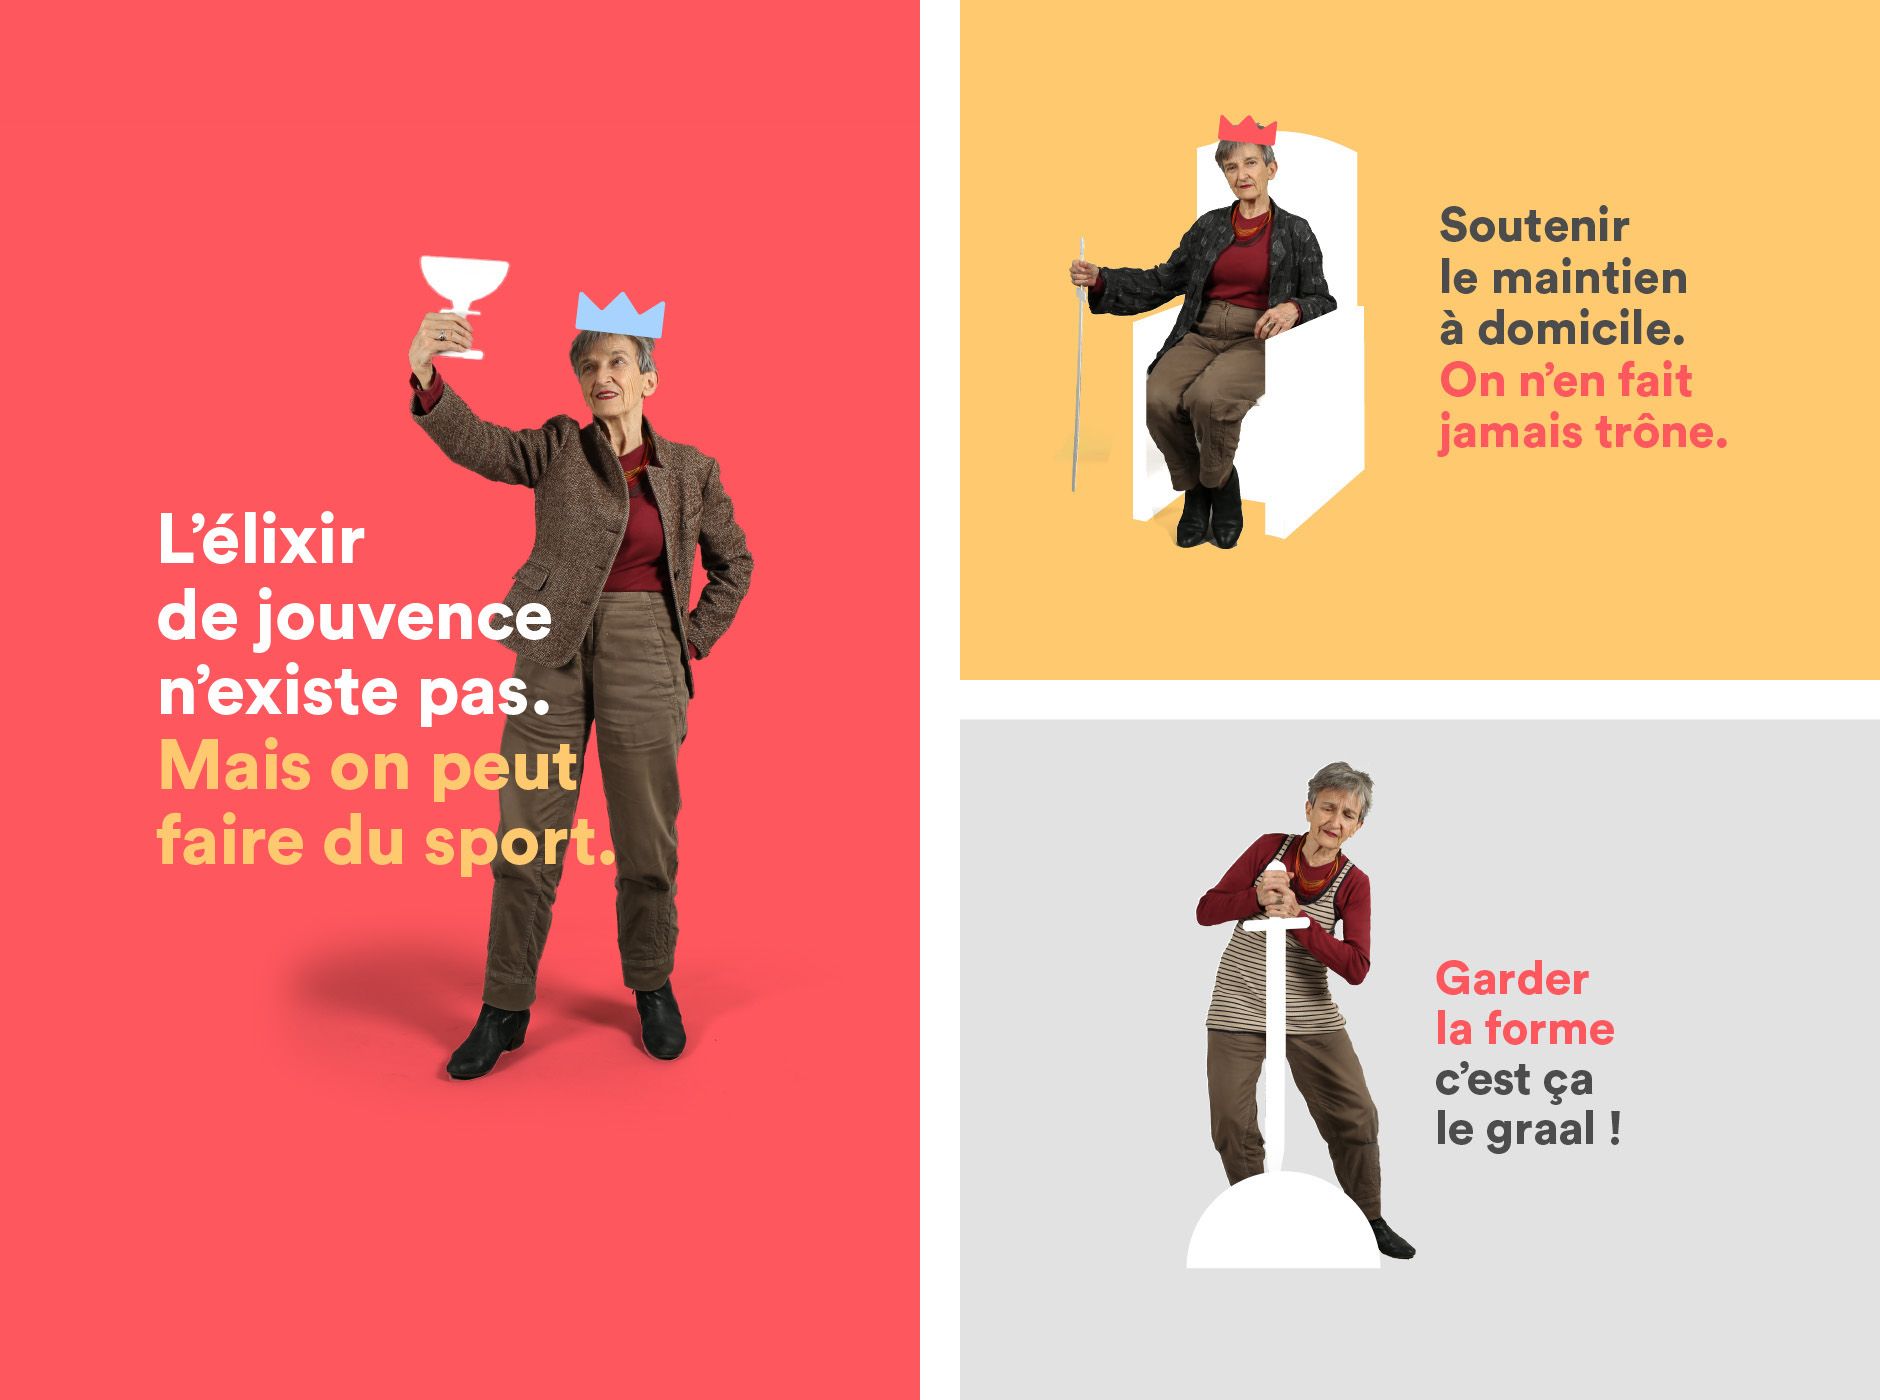 L’élixir
de jouvence
n’existe pas.
Mais on peut
faire du sport.
Soutenir
le maintien
à domicile.
On n’en fait
jamais trône.
Garder
la forme
c’est ça
le graal !